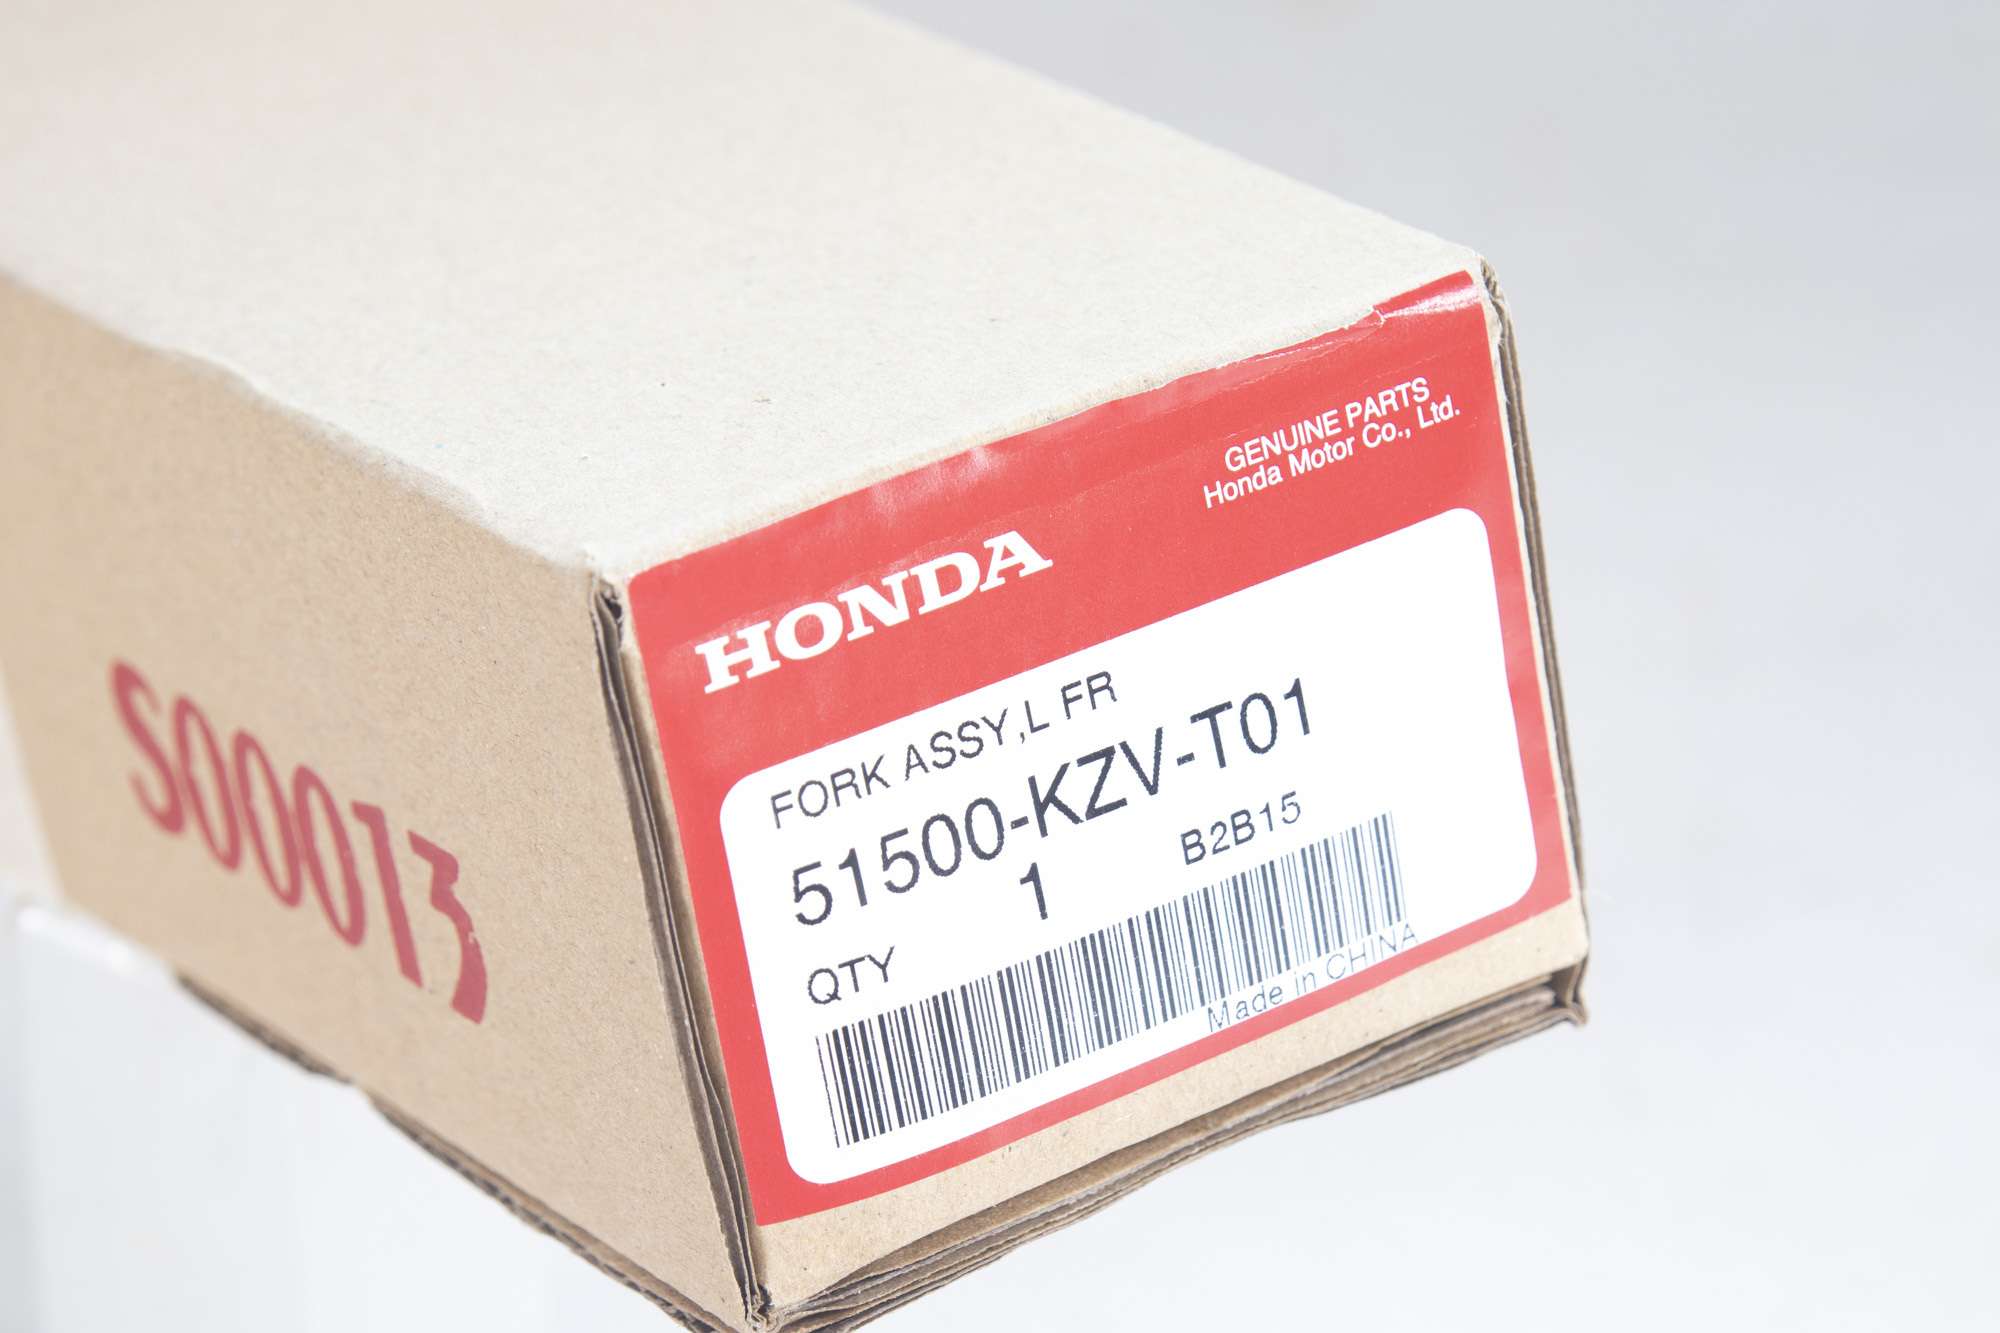 HONDA
GENUINE PARTS
Honda Motor Co., Ltd.
FORK ASSY,L FR
51500-KZV-T01
1 B2B15
QTY
Made in CHINA
S00013